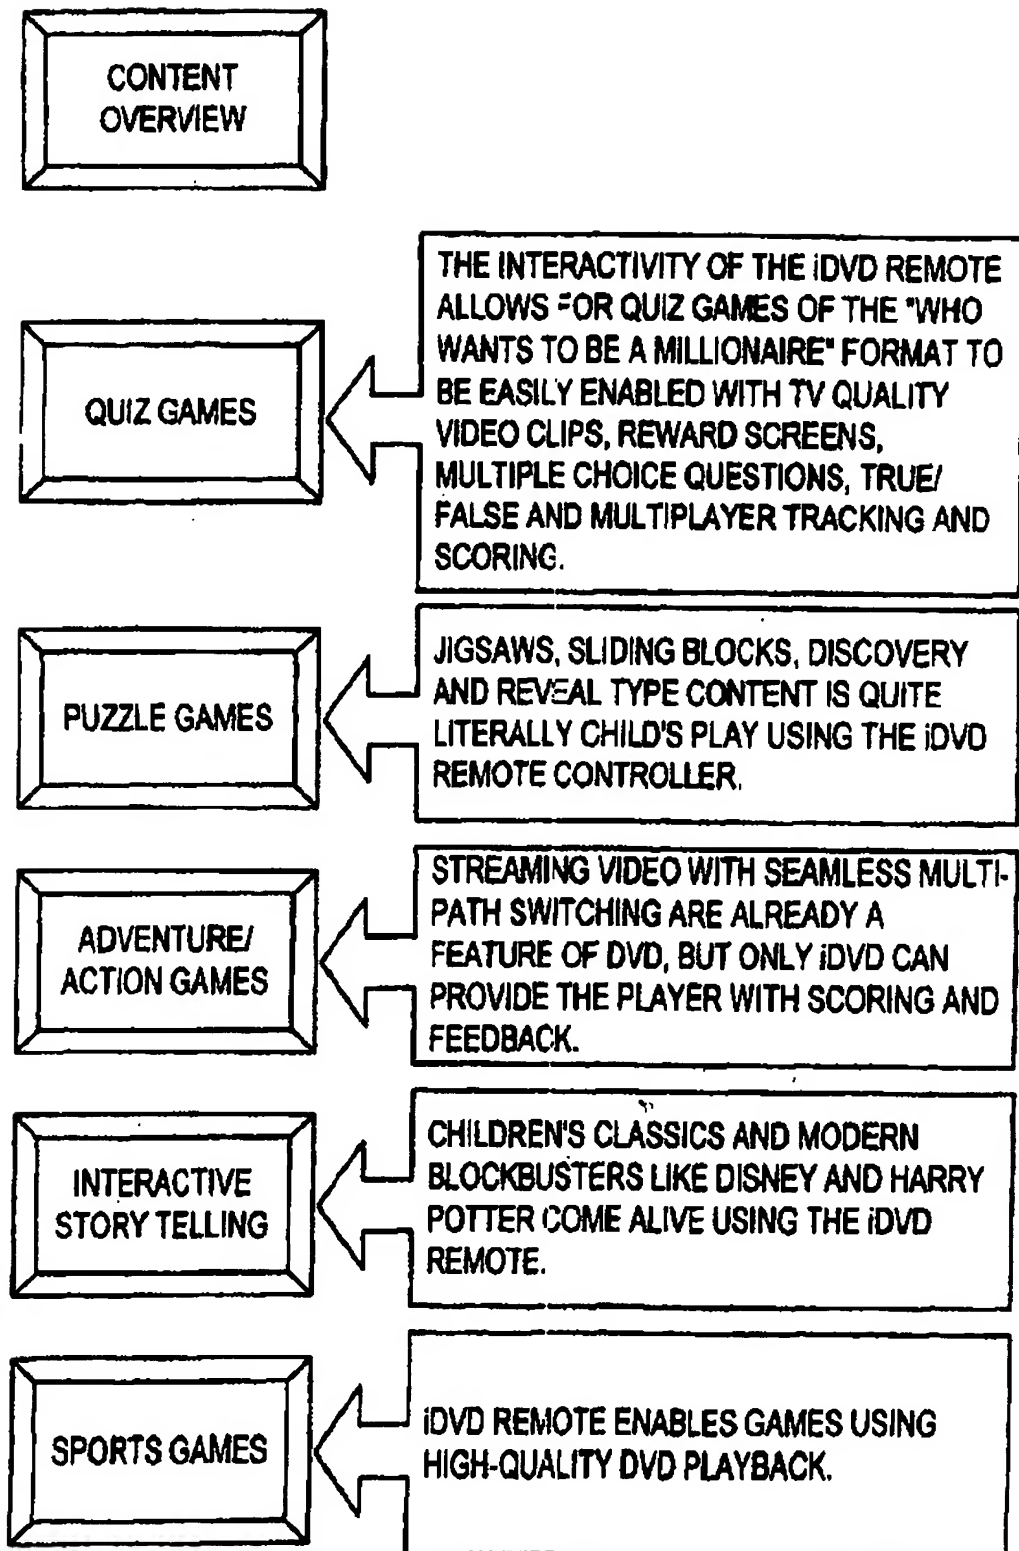 CONTENT
OVERVIEW
QUIZ GAMES
THE INTERACTIVITY OF THE iDVD REMOTE
ALLOWS FOR QUIZ GAMES OF THE "WHO
WANTS TO BE A MILLIONAIRE" FORMAT TO
BE EASILY ENABLED WITH TV QUALITY
VIDEO CLIPS, REWARD SCREENS,
MULTIPLE CHOICE QUESTIONS, TRUE/
FALSE AND MULTIPLAYER TRACKING AND
SCORING.
PUZZLE GAMES
JIGSAWS, SLIDING BLOCKS, DISCOVERY
AND REVEAL TYPE CONTENT IS QUITE
LITERALLY CHILD'S PLAY USING THE iDVD
REMOTE CONTROLLER.
ADVENTURE/
ACTION GAMES
STREAMING VIDEO WITH SEAMLESS MULTI-
PATH SWITCHING ARE ALREADY A
FEATURE OF DVD, BUT ONLY iDVD CAN
PROVIDE THE PLAYER WITH SCORING AND
FEEDBACK.
INTERACTIVE
STORY TELLING
CHILDREN'S CLASSICS AND MODERN
BLOCKBUSTERS LIKE DISNEY AND HARRY
POTTER COME ALIVE USING THE iDVD
REMOTE.
SPORTS GAMES
iDVD REMOTE ENABLES GAMES USING
HIGH-QUALITY DVD PLAYBACK.